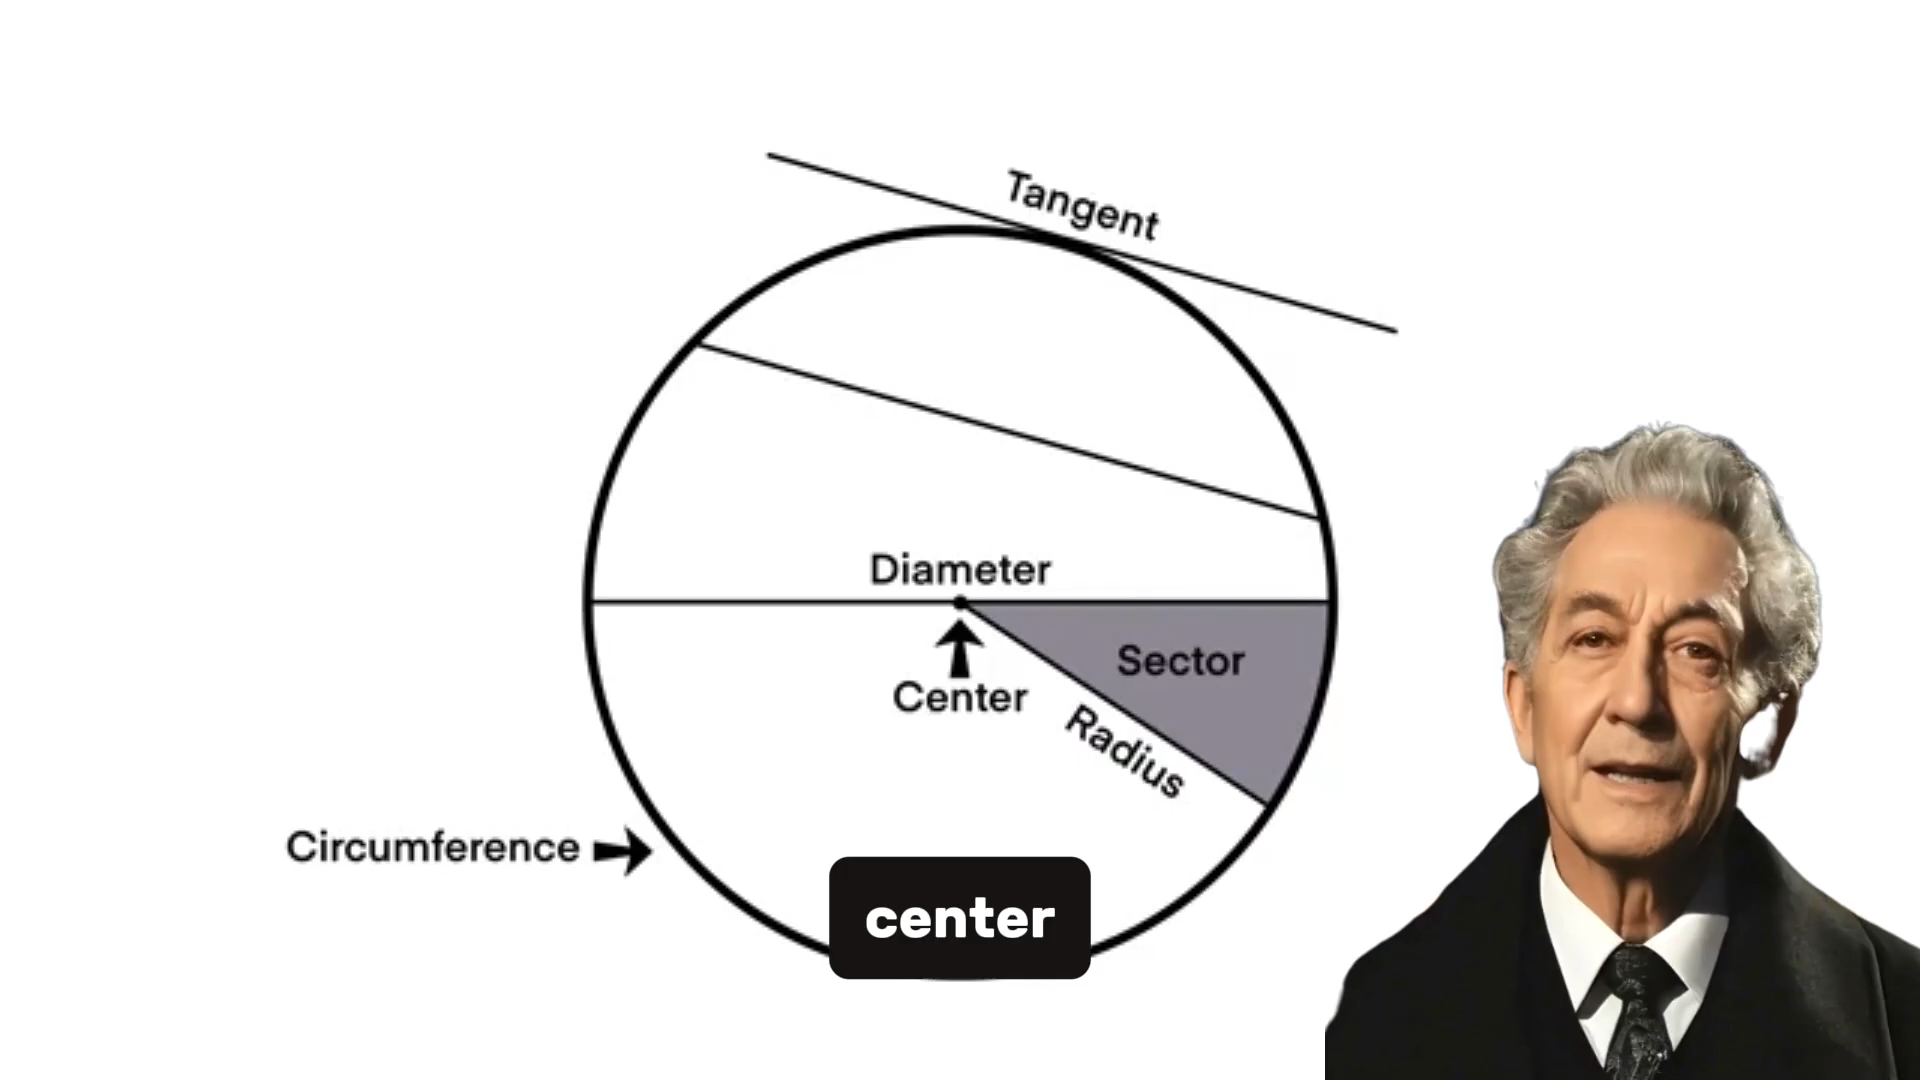 Tangent
Diameter
Sector
Center
Radius
Circumference
center